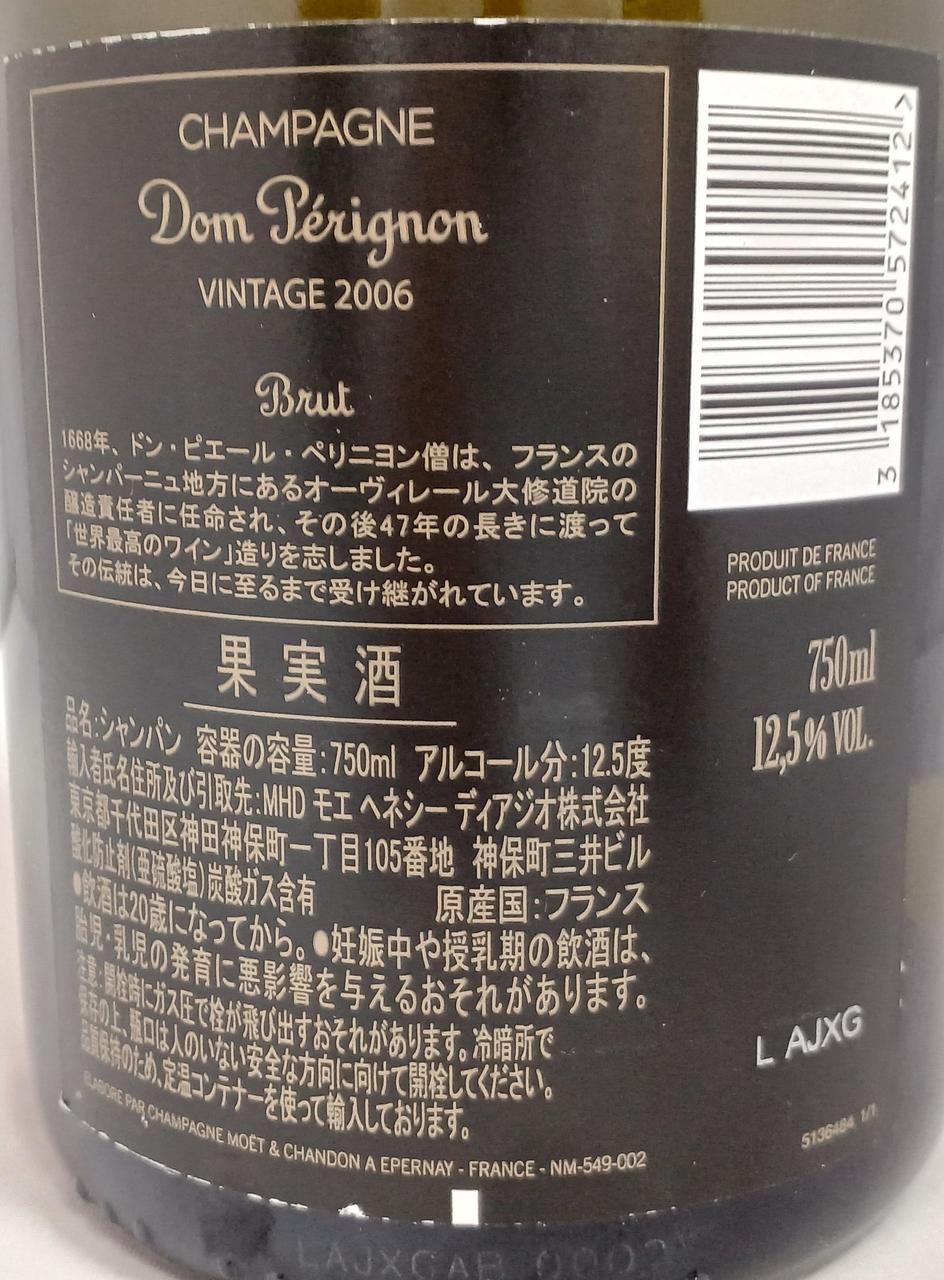 CHAMPAGNE
Dom Pérignon
VINTAGE 2006
Brut
1668年、ドン・ピエール・ペリニヨン僧は、フランスの
シャンパーニュ地方にあるオーヴィレール大修道院の
醸造責任者に任命され、その後47年の長きに渡って
「世界最高のワイン」造りを志しました。
その伝統は、今日に至るまで受け継がれています。
果実酒
品名:シャンパン 容器の容量:750ml アルコール分:12.5度
輸入者氏名住所及び引取先:MHD モエ ヘネシー ディアジオ株式会社
東京都千代田区神田神保町一丁目105番地 神保町三井ビル
酸化防止剤(亜硫酸塩)炭酸ガス含有 原産国:フランス
●飲酒は20歳になってから。●妊娠中や授乳期の飲酒は、
胎児・乳児の発育に悪影響を与えるおそれがあります。
注意:開栓時にガス圧で栓が飛び出すおそれがあります。冷暗所で
保存の上、瓶口は人のいない安全な方向に向けて開栓してください。
品質保持のため、定温コンテナーを使って輸入しております。
ELABORÉ PAR CHAMPAGNE MOËT & CHANDON A EPERNAY - FRANCE - NM-549-002
3 185370 572412 >
PRODUIT DE FRANCE
PRODUCT OF FRANCE
750ml
12,5% VOL.
L AJXG
5136484 1/1